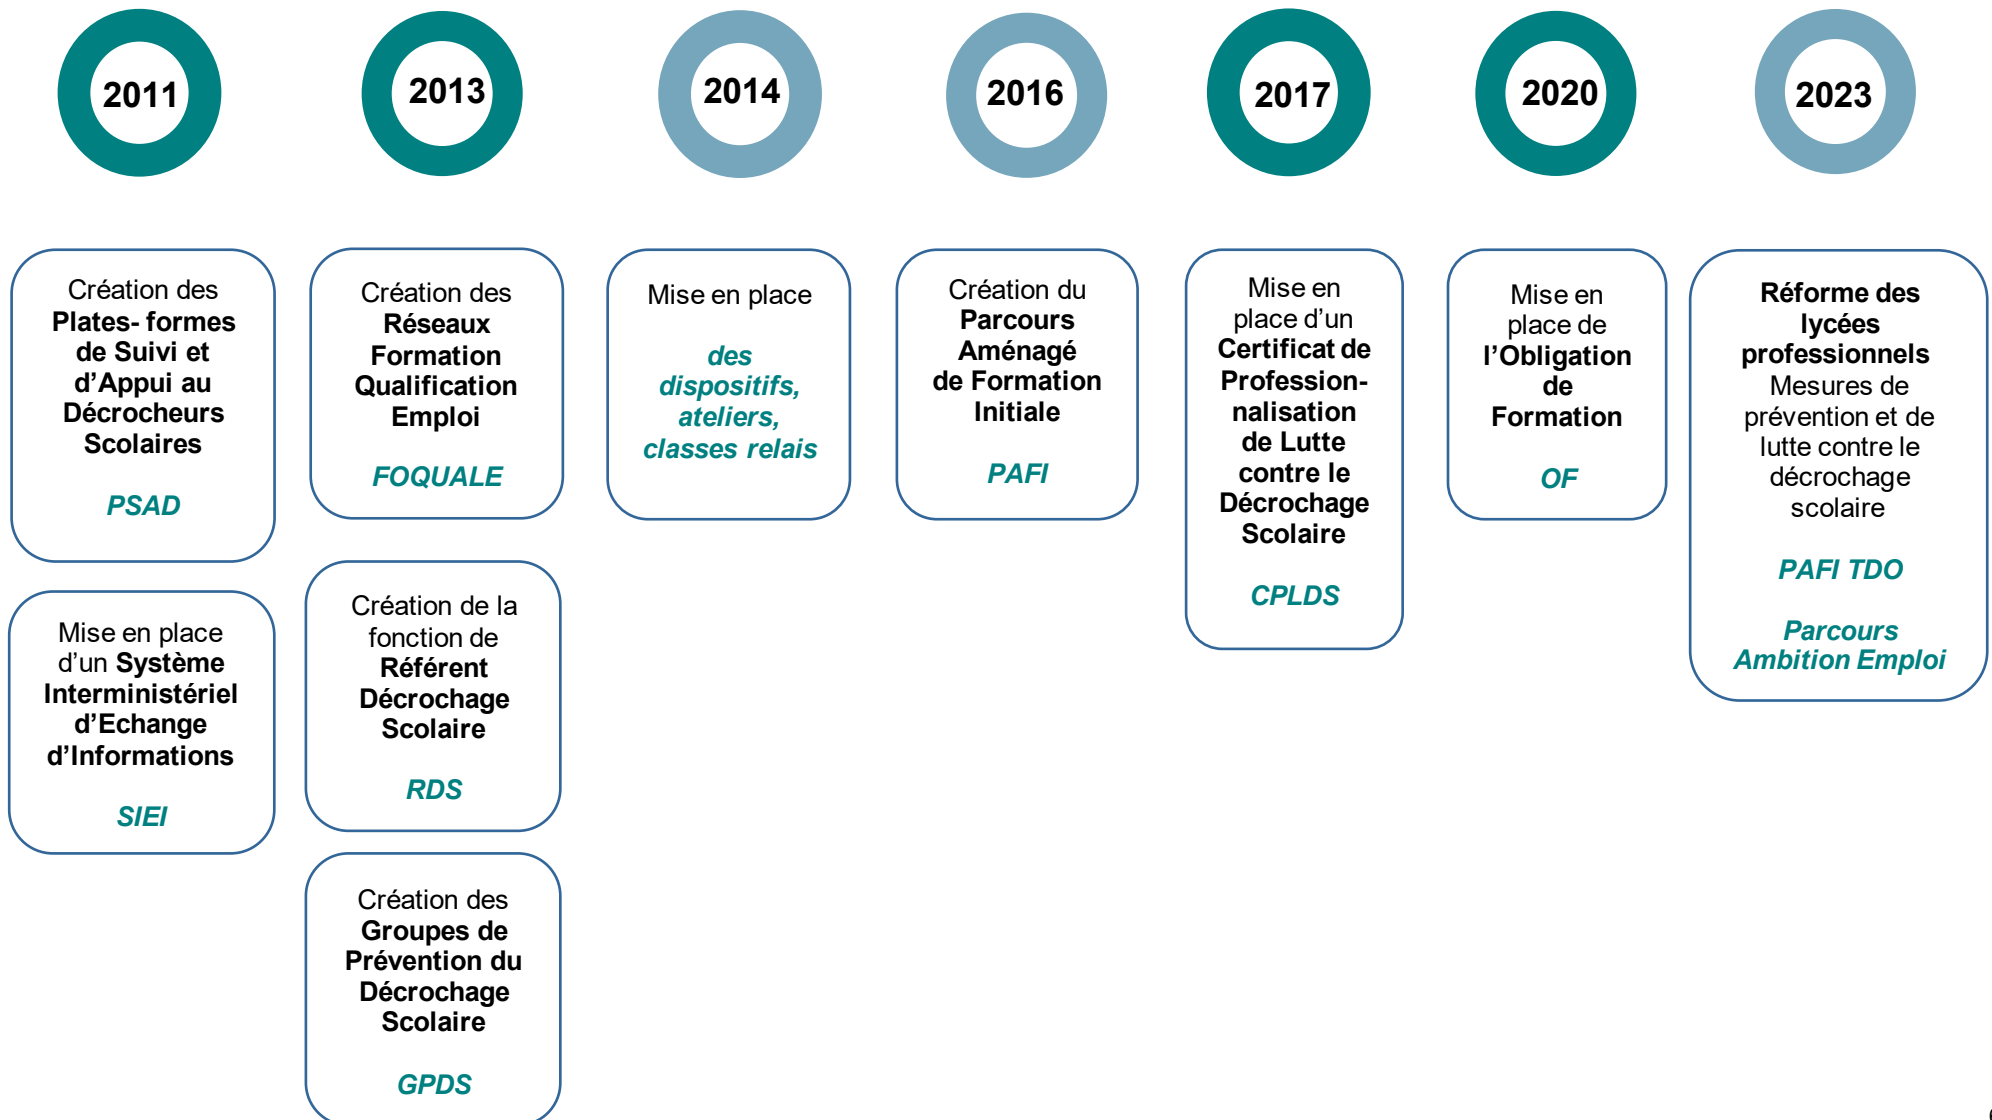 2011
2013
2014
2016
2017
2020
2023
Création des
Plates- formes
de Suivi et
d’Appui au
Décrocheurs
Scolaires
PSAD
Mise en place
d’un Système
Interministériel
d’Echange
d’Informations
SIEI
Création des
Réseaux
Formation
Qualification
Emploi
FOQUALE
Création de la
fonction de
Référent
Décrochage
Scolaire
RDS
Création des
Groupes de
Prévention du
Décrochage
Scolaire
GPDS
Mise en place
des
dispositifs,
ateliers,
classes relais
Création du
Parcours
Aménagé
de Formation
Initiale
PAFI
Mise en
place d’un
Certificat de
Profession-
nalisation
de Lutte
contre le
Décrochage
Scolaire
CPLDS
Mise en
place de
l’Obligation
de
Formation
OF
Réforme des
lycées
professionnels
Mesures de
prévention et de
lutte contre le
décrochage
scolaire
PAFI TDO
Parcours
Ambition Emploi